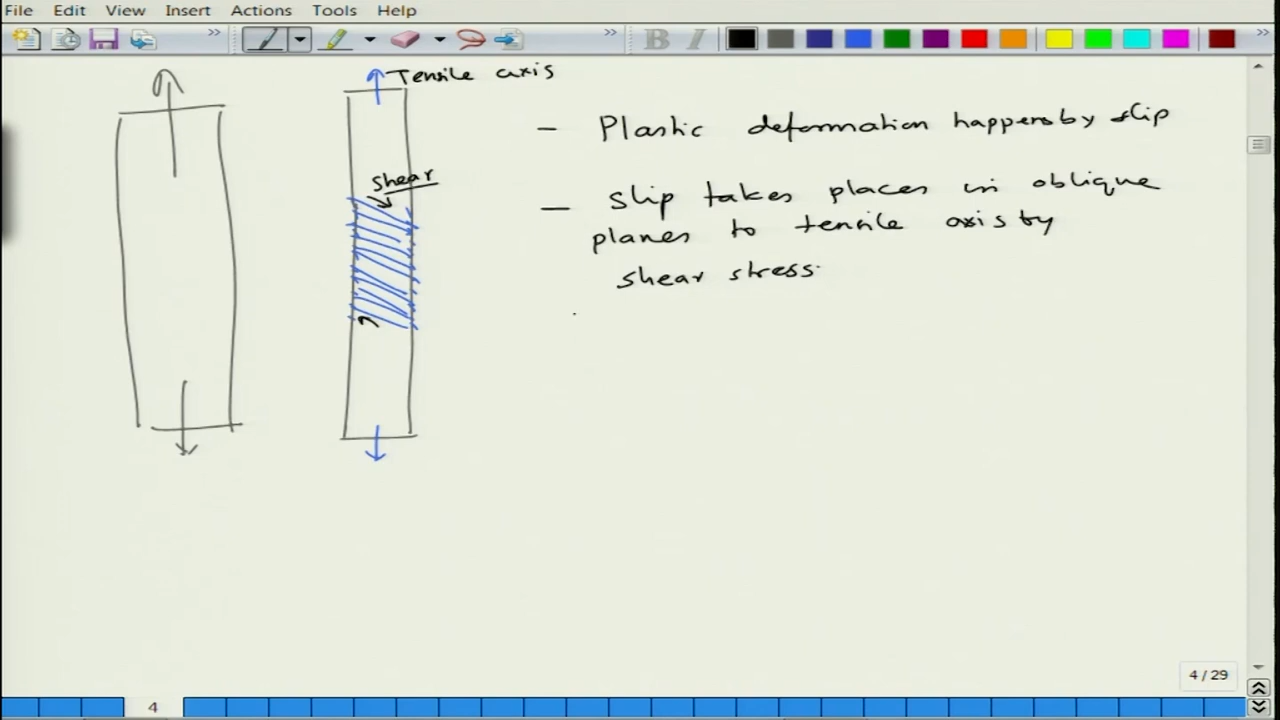 File Edit View Insert Actions Tools Help
B I
Tensile axis
shear
- Plastic deformation happens by slip
- Slip takes places in oblique
planes to tensile axis by
shear stress
4 / 29
4